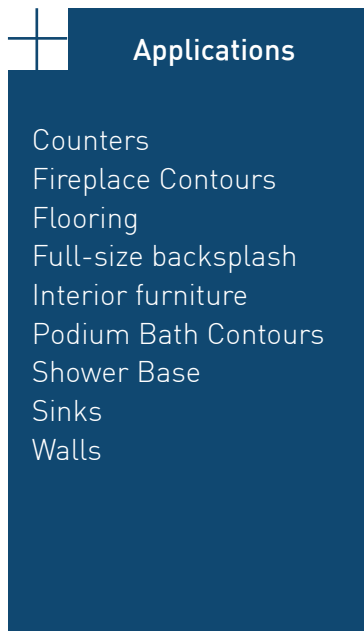 Applications
Counters
Fireplace Contours
Flooring
Full-size backsplash
Interior furniture
Podium Bath Contours
Shower Base
Sinks
Walls